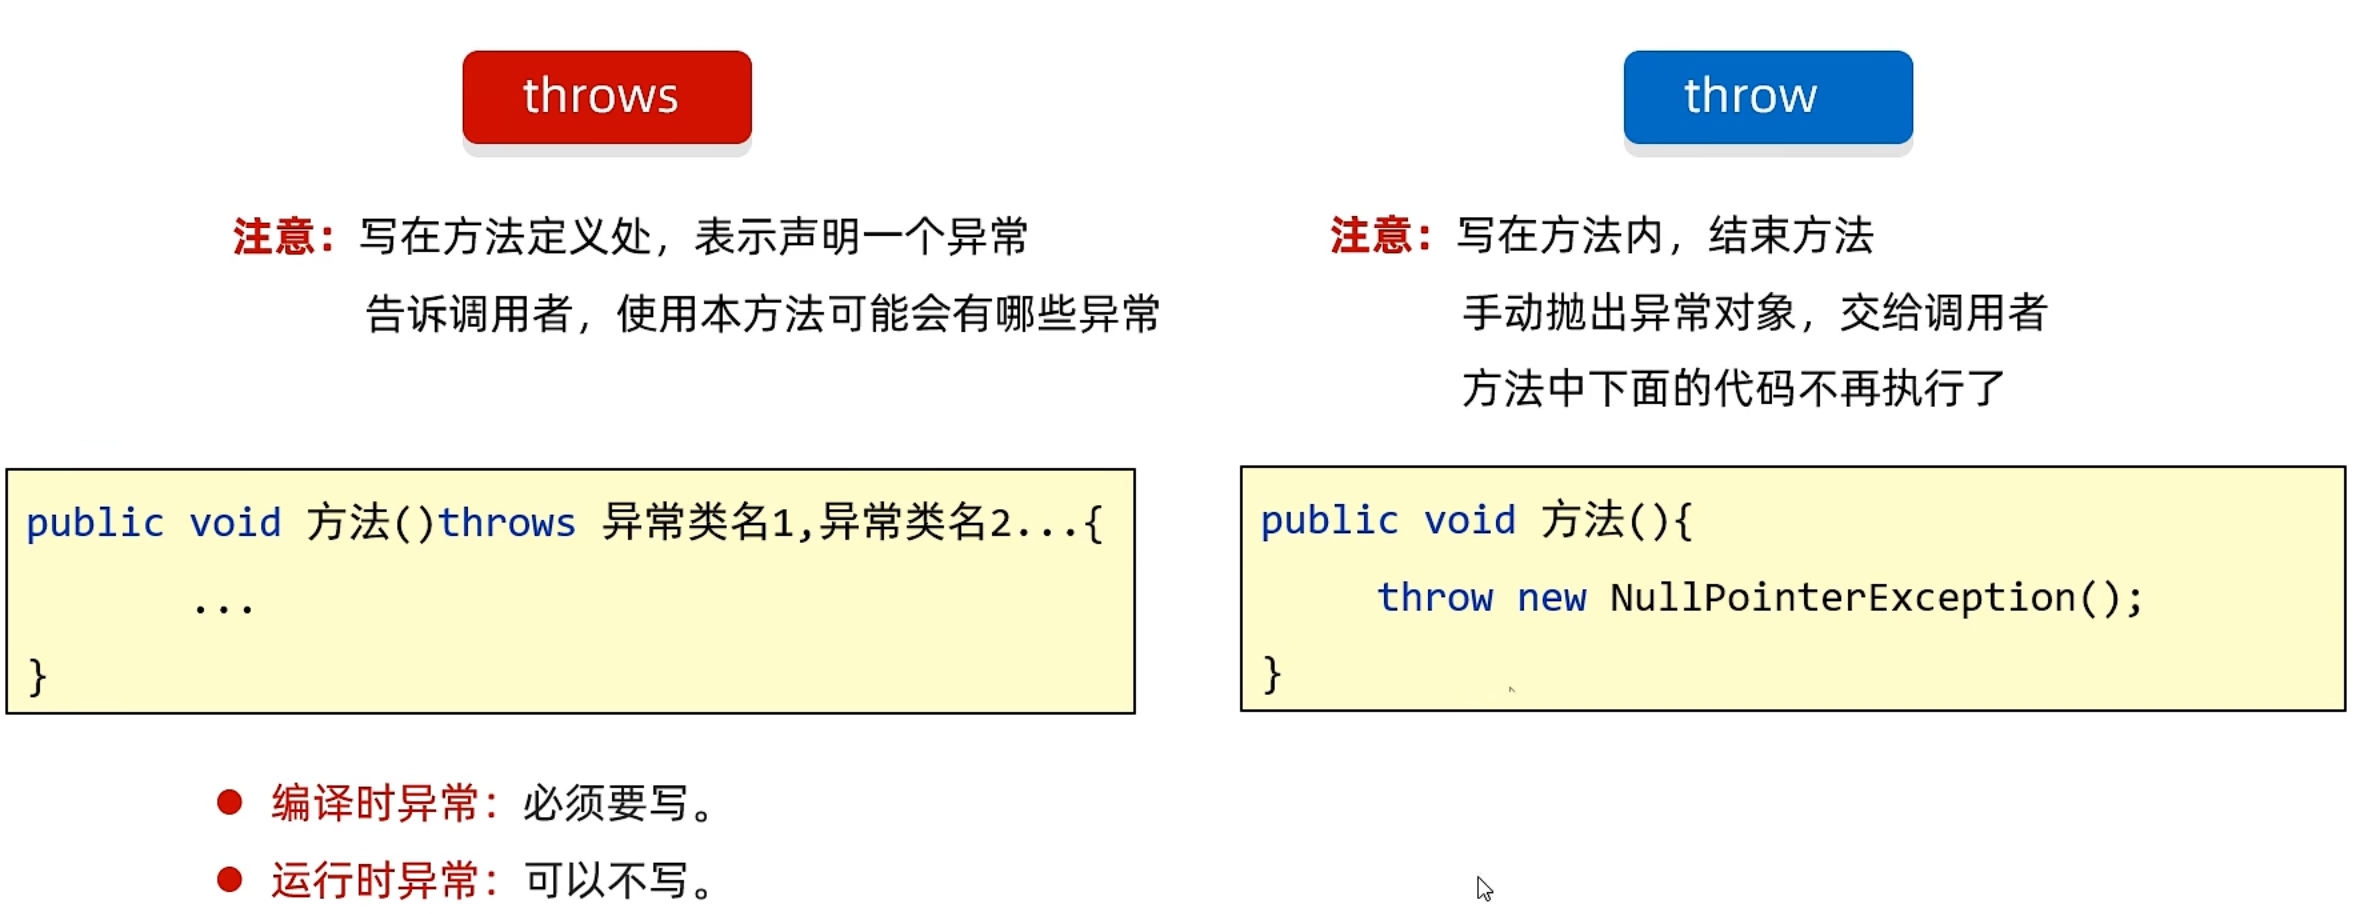 throws
注意：写在方法定义处，表示声明一个异常
告诉调用者，使用本方法可能会有哪些异常
public void 方法()throws 异常类名1,异常类名2...{
...
}
编译时异常：必须要写。
运行时异常：可以不写。
throw
注意：写在方法内，结束方法
手动抛出异常对象，交给调用者
方法中下面的代码不再执行了
public void 方法(){
throw new NullPointerException();
}